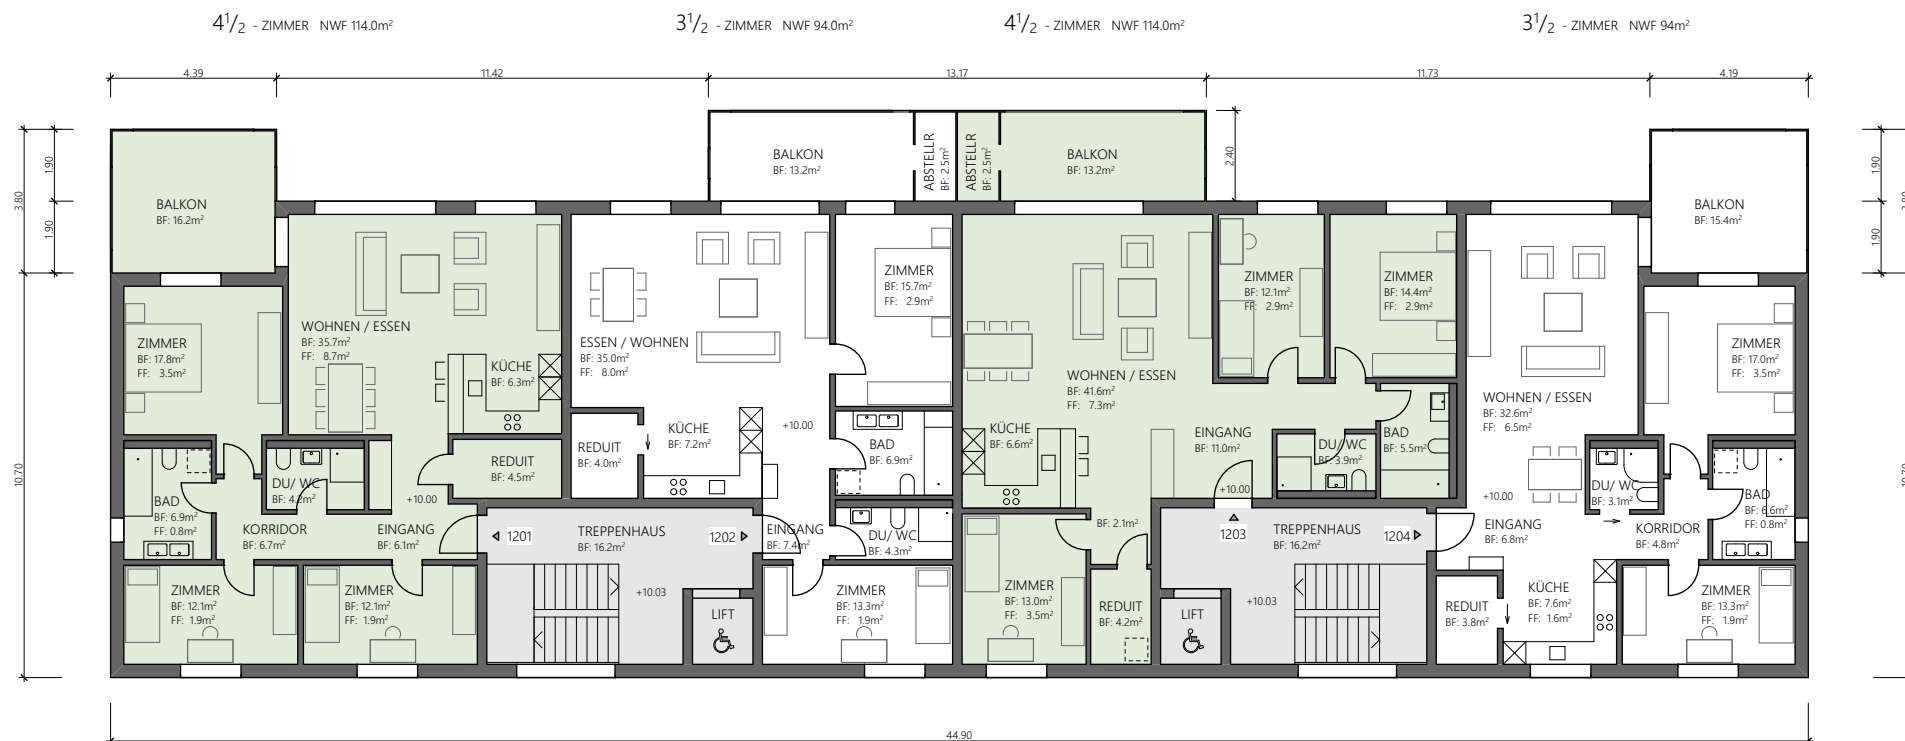 4 1/2 - ZIMMER NWF 114.0m²
3 1/2 - ZIMMER NWF 94.0m²
4 1/2 - ZIMMER NWF 114.0m²
3 1/2 - ZIMMER NWF 94m²
4.39
11.42
13.17
11.73
4.19
3.80
1.90
1.90
10.70
2.40
1.90
1.90
44.90
BALKON
BF: 16.2m²
WOHNEN / ESSEN
BF: 35.7m²
FF: 8.7m²
KÜCHE
BF: 6.3m²
ZIMMER
BF: 17.8m²
FF: 3.5m²
REDUIT
BF: 4.5m²
BAD
BF: 6.9m²
FF: 0.8m²
DU/ WC
BF: 4.2m²
KORRIDOR
BF: 6.7m²
+10.00
EINGANG
BF: 6.1m²
ZIMMER
BF: 12.1m²
FF: 1.9m²
ZIMMER
BF: 12.1m²
FF: 1.9m²
1201
TREPPENHAUS
BF: 16.2m²
1202
+10.03
LIFT
BALKON
BF: 13.2m²
ABSTELLR
BF: 2.5m²
ESSEN / WOHNEN
BF: 35.0m²
FF: 8.0m²
ZIMMER
BF: 15.7m²
FF: 2.9m²
REDUIT
BF: 4.0m²
KÜCHE
BF: 7.2m²
+10.00
BAD
BF: 6.9m²
EINGANG
BF: 7.4m²
DU/ WC
BF: 4.3m²
ZIMMER
BF: 13.3m²
FF: 1.9m²
ABSTELLR
BF: 2.5m²
BALKON
BF: 13.2m²
WOHNEN / ESSEN
BF: 41.6m²
FF: 7.3m²
ZIMMER
BF: 12.1m²
FF: 2.9m²
ZIMMER
BF: 14.4m²
FF: 2.9m²
KÜCHE
BF: 6.6m²
EINGANG
BF: 11.0m²
DU/ WC
BF: 3.9m²
BAD
BF: 5.5m²
+10.00
BF: 2.1m²
ZIMMER
BF: 13.0m²
FF: 3.5m²
REDUIT
BF: 4.2m²
1203
TREPPENHAUS
BF: 16.2m²
1204
+10.03
LIFT
BALKON
BF: 15.4m²
ZIMMER
BF: 17.0m²
FF: 3.5m²
WOHNEN / ESSEN
BF: 32.6m²
FF: 6.5m²
+10.00
DU/ WC
BF: 3.1m²
BAD
BF: 6.6m²
FF: 0.8m²
EINGANG
BF: 6.8m²
KORRIDOR
BF: 4.8m²
KÜCHE
BF: 7.6m²
FF: 1.6m²
REDUIT
BF: 3.8m²
ZIMMER
BF: 13.3m²
FF: 1.9m²